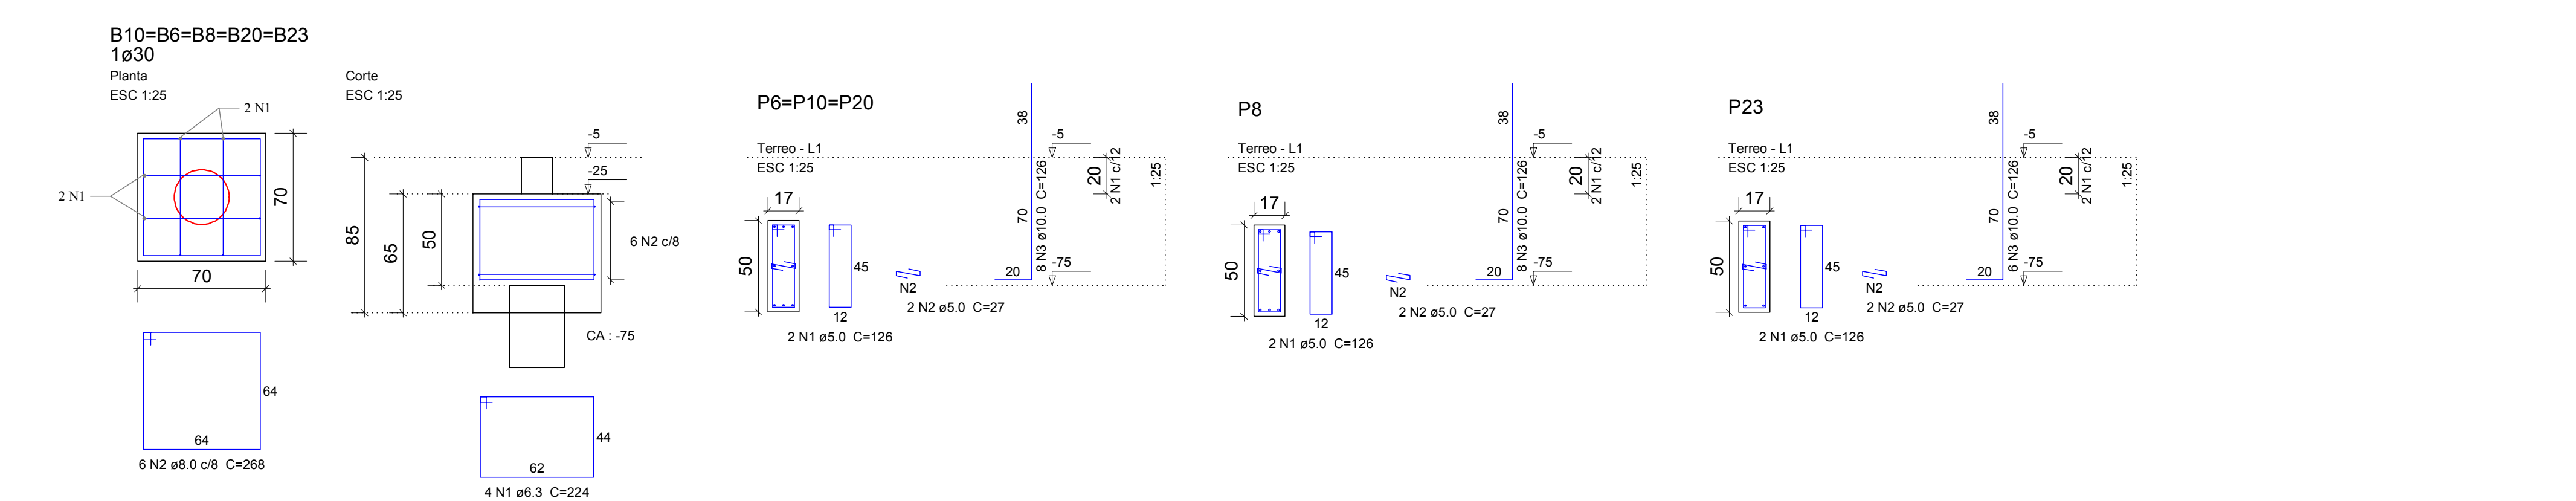 B10=B6=B8=B20=B23
1ø30
Planta
ESC 1:25
2 N1
2 N1
70
70
64
64
6 N2 ø8.0 c/8 C=268
Corte
ESC 1:25
-5
-25
85
65
50
6 N2 c/8
CA : -75
44
62
4 N1 ø6.3 C=224
P6=P10=P20
Terreo - L1
ESC 1:25
17
50
45
12
2 N1 ø5.0 C=126
N2
2 N2 ø5.0 C=27
38
70
8 N3 ø10.0 C=126
20
-5
-75
20
2 N1 c/12
1:25
P8
Terreo - L1
ESC 1:25
17
50
45
12
2 N1 ø5.0 C=126
N2
2 N2 ø5.0 C=27
38
70
8 N3 ø10.0 C=126
20
-5
-75
20
2 N1 c/12
1:25
P23
Terreo - L1
ESC 1:25
17
50
45
12
2 N1 ø5.0 C=126
N2
2 N2 ø5.0 C=27
38
70
6 N3 ø10.0 C=126
20
-5
-75
20
2 N1 c/12
1:25